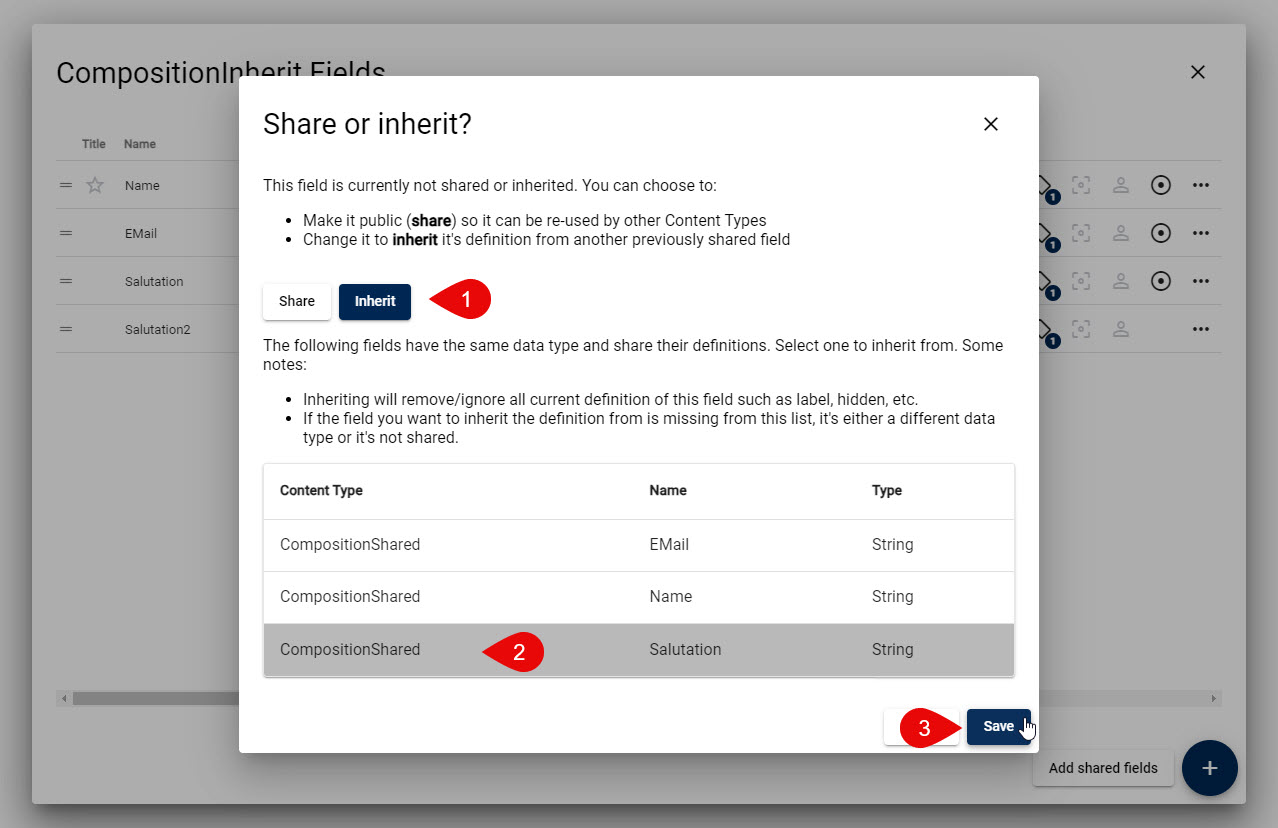 CompositionInherit Fields
Share or inherit?
Title Name
This field is currently not shared or inherited. You can choose to:
Name
1
Make it public (share) so it can be re-used by other Content Types
EMail
1
Change it to inherit it's definition from another previously shared field
Salutation
1
Share
Inherit
1
Salutation2
1
The following fields have the same data type and share their definitions. Select one to inherit from. Some
notes:
Inheriting will remove/ignore all current definition of this field such as label, hidden, etc.
If the field you want to inherit the definition from is missing from this list, it's either a different data
type or it's not shared.
Content Type Name Type
CompositionShared EMail String
CompositionShared Name String
CompositionShared 2 Salutation String
3
Save
Add shared fields